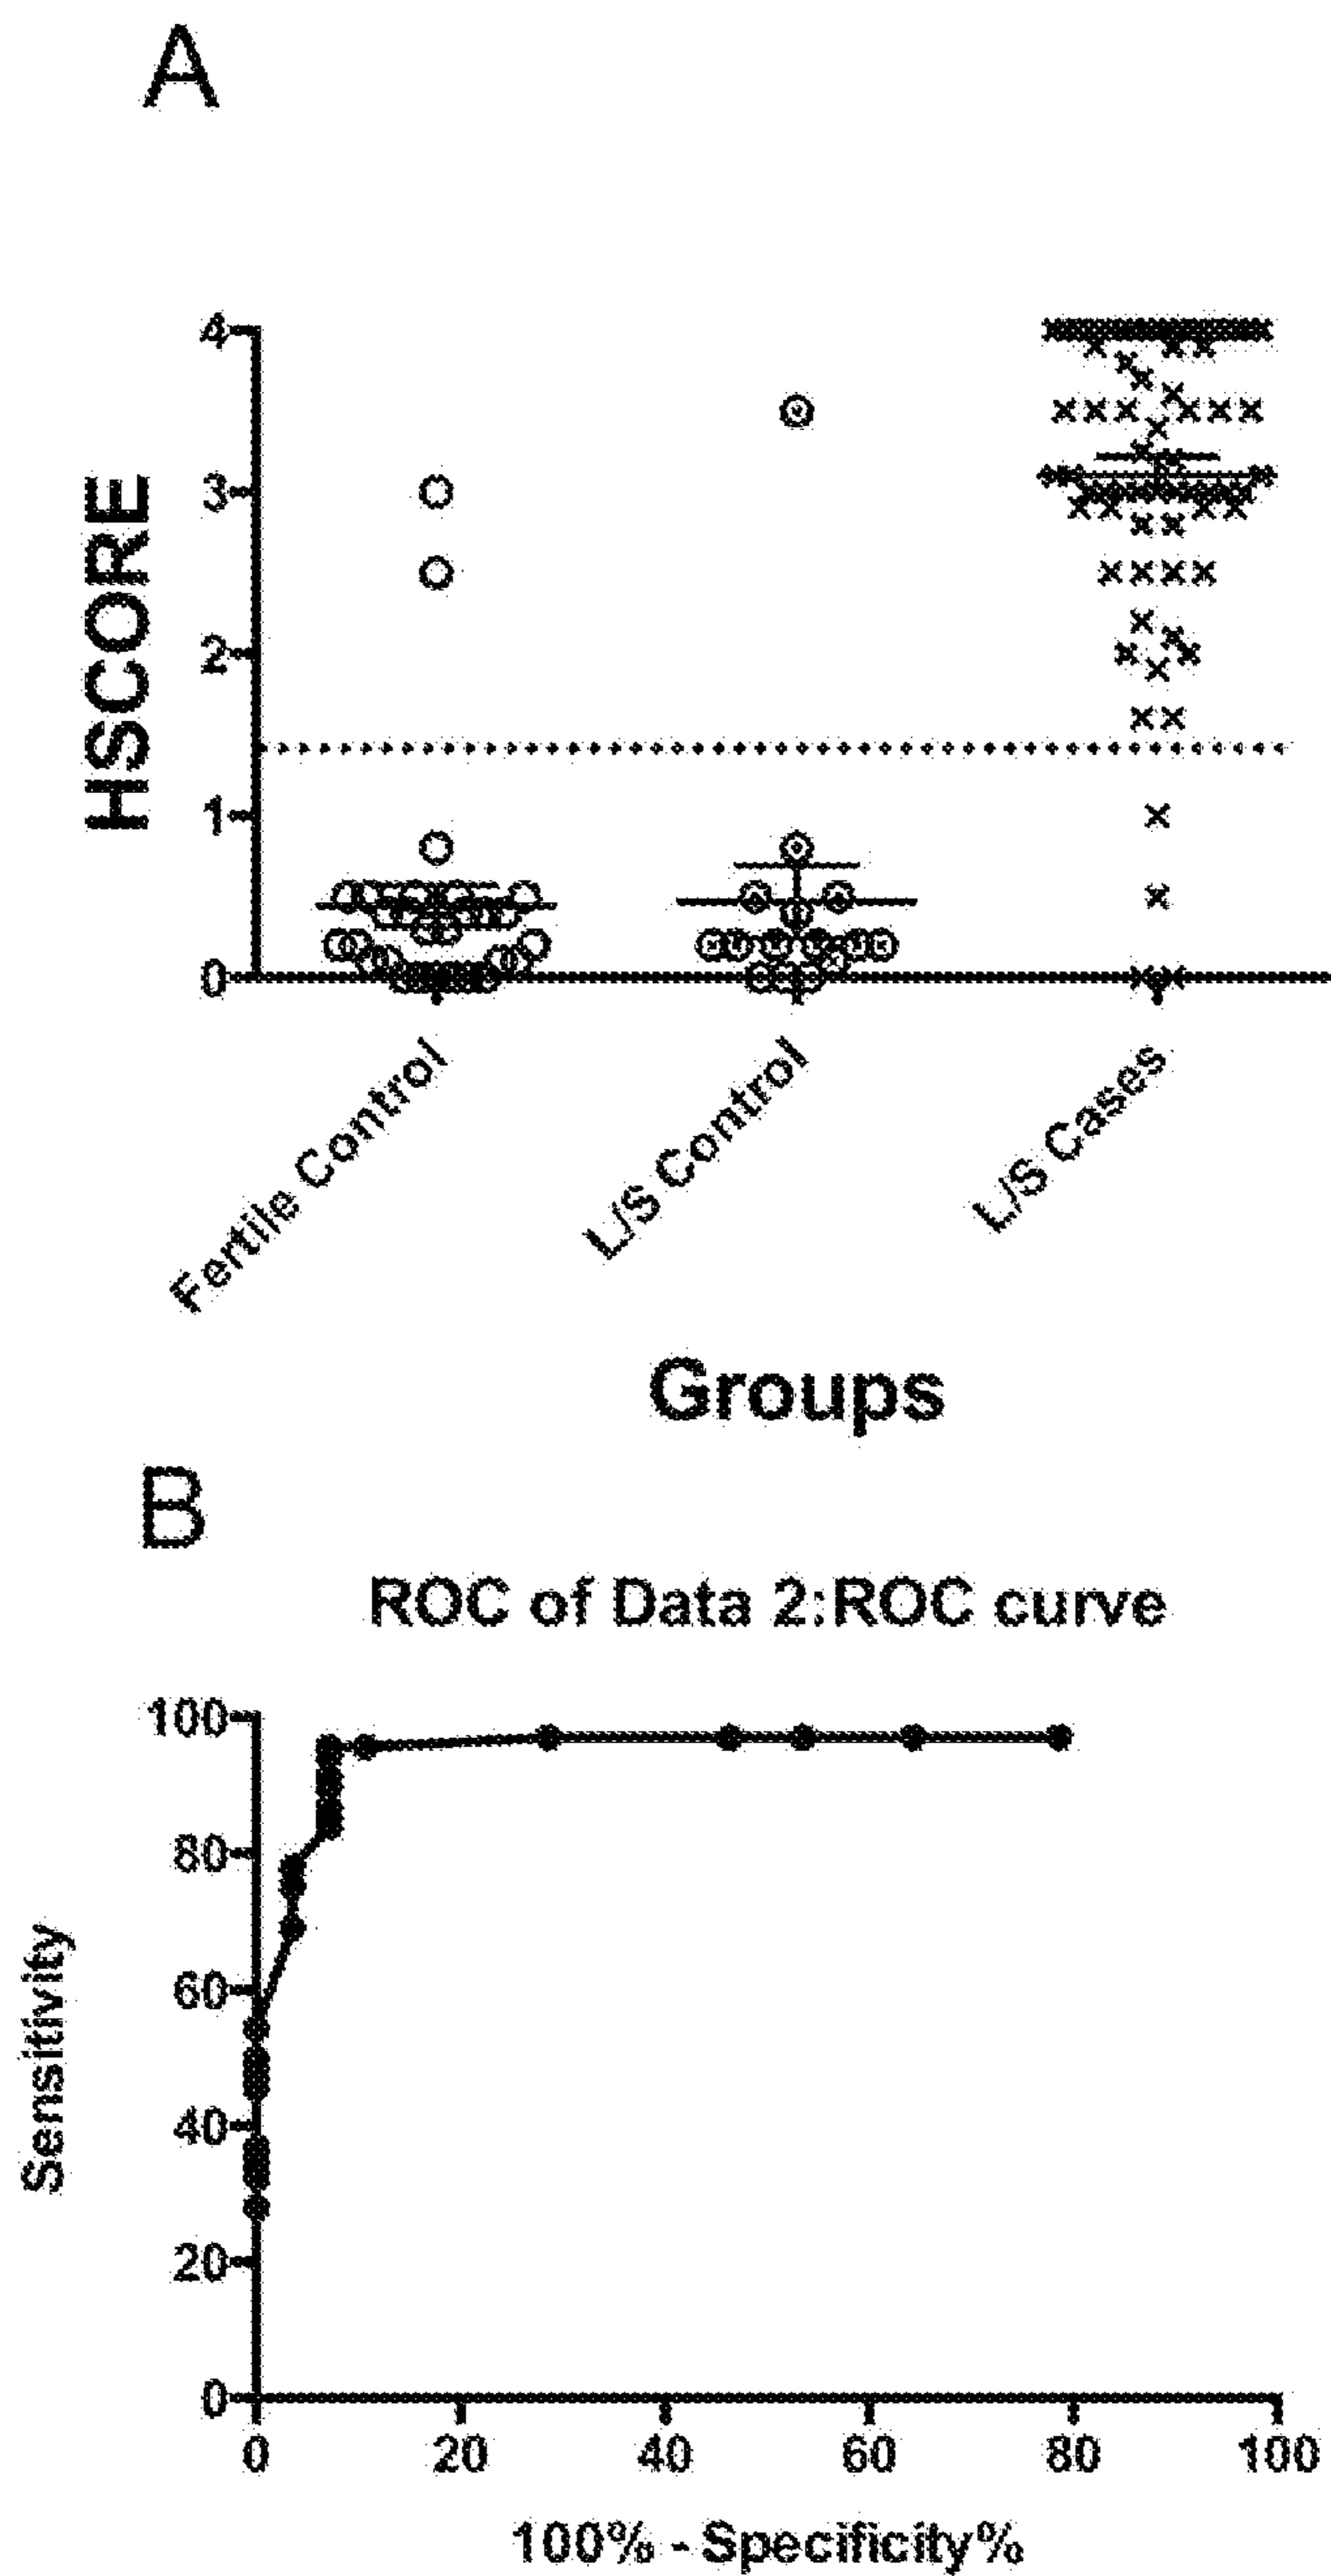 A
HSCORE
4
3
2
1
0
Fertile Control
L/S Control
L/S Cases
Groups
B
ROC of Data 2:ROC curve
Sensitivity
100
80
60
40
20
0
0 20 40 60 80 100
100% - Specificity%